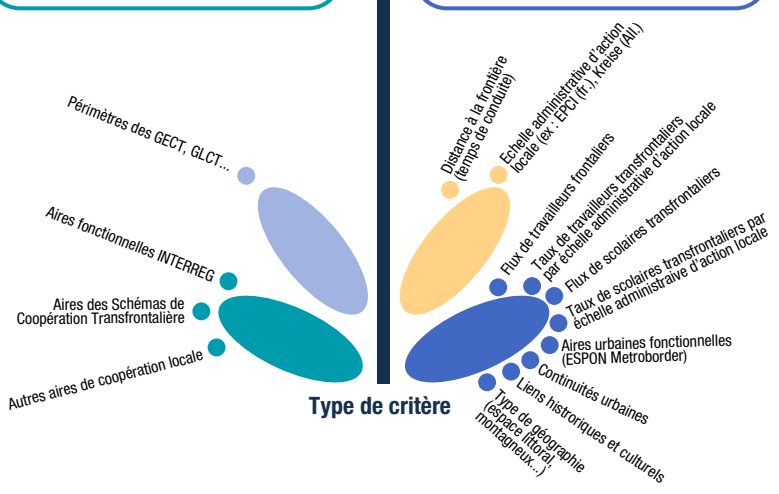 Périmètres des GECT, GLCT...
Aires fonctionnelles INTERREG
Aires des Schémas de
Coopération Transfrontalière
Autres aires de coopération locale
Type de critère
Distance à la frontière
(temps de conduite)
Echelle administrative d'action
locale (ex : EPCI (fr.), Kreise (All.)
Flux de travailleurs frontaliers
Taux de travailleurs transfrontaliers
par échelle administrative d'action locale
Flux de scolaires transfrontaliers
Taux de scolaires transfrontaliers par
échelle administraive d'action locale
Aires urbaines fonctionnelles
(ESPON Metroborder)
Continuités urbaines
Liens historiques et culturels
Type de géographie
(espace littoral,
montagneux...)